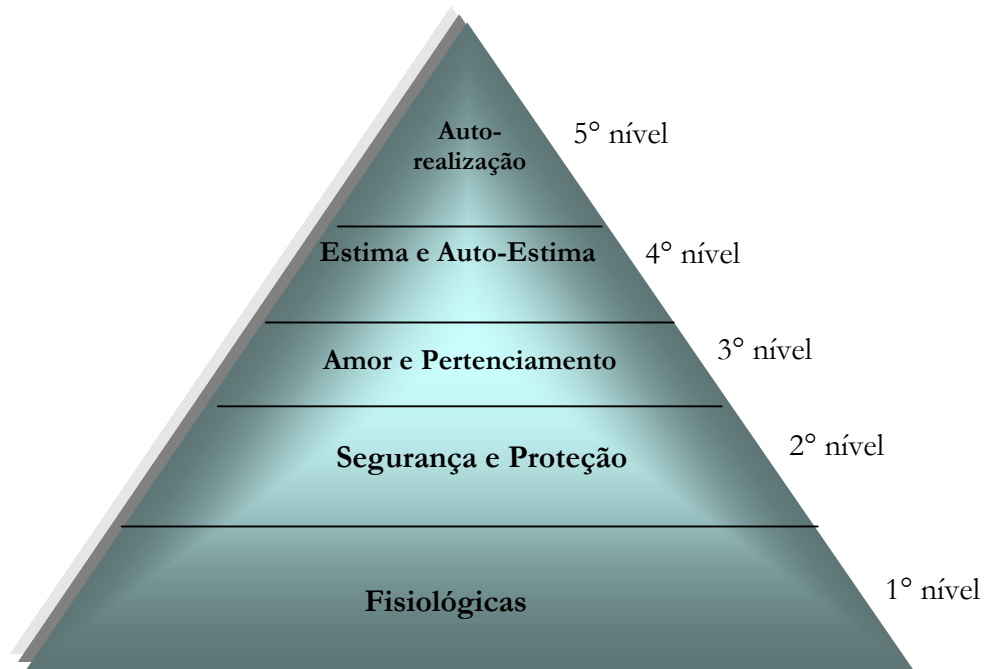 Auto-
realização
5° nível
Estima e Auto-Estima
4° nível
Amor e Pertenciamento
3° nível
Segurança e Proteção
2° nível
Fisiológicas
1° nível